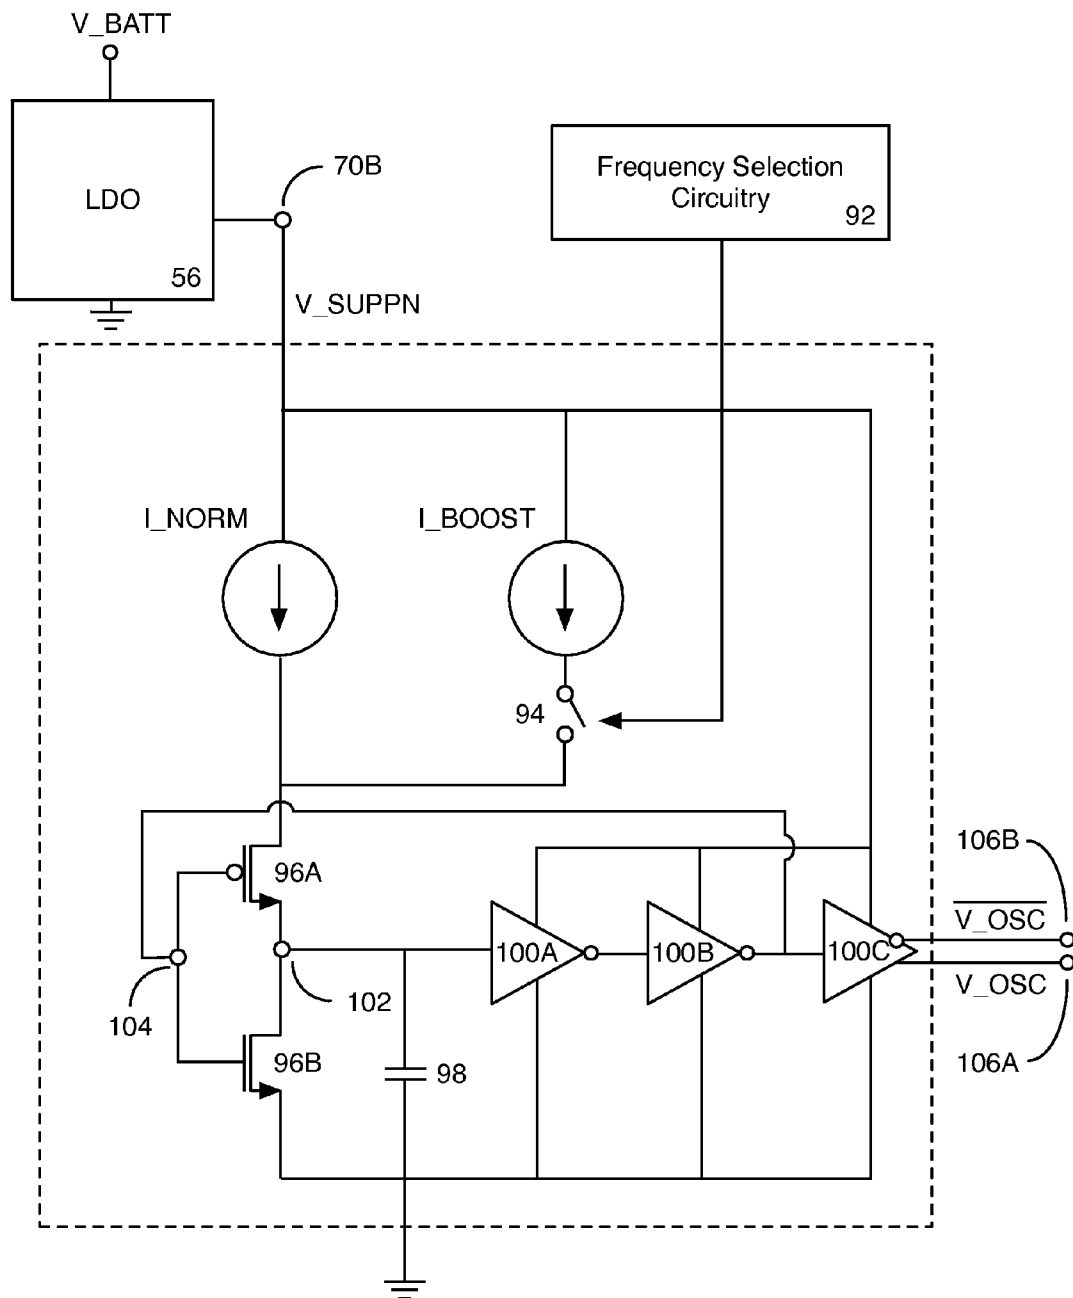 V_BATT
LDO
56
70B
V_SUPPN
Frequency Selection
Circuitry
92
I_NORM
I_BOOST
94
96A
96B
102
104
98
100A
100B
100C
106B
V_OSC
V_OSC
106A